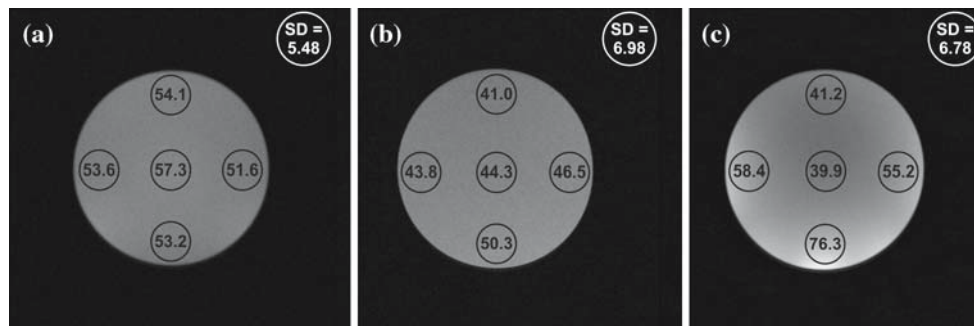 (a)
SD =
5.48
54.1
53.6 57.3 51.6
53.2
(b)
SD =
6.98
41.0
43.8 44.3 46.5
50.3
(c)
SD =
6.78
41.2
58.4 39.9 55.2
76.3